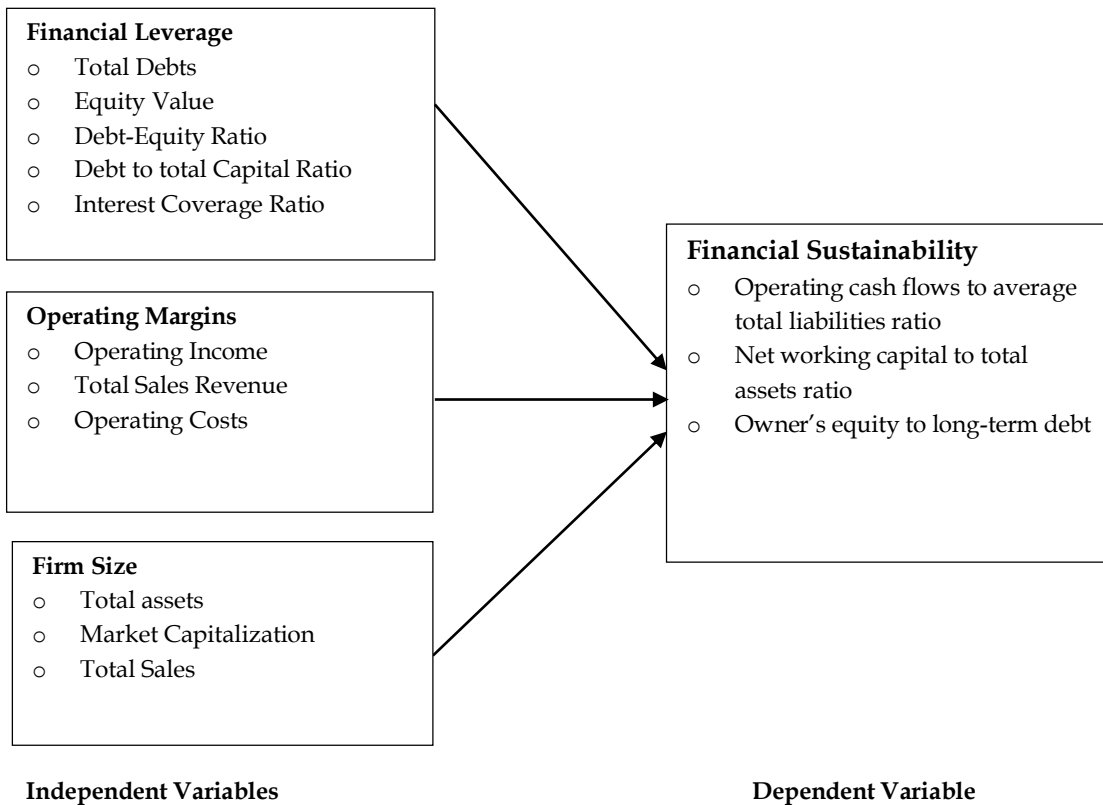 Financial Leverage
o Total Debts
o Equity Value
o Debt-Equity Ratio
o Debt to total Capital Ratio
o Interest Coverage Ratio
Operating Margins
o Operating Income
o Total Sales Revenue
o Operating Costs
Firm Size
o Total assets
o Market Capitalization
o Total Sales
Financial Sustainability
o Operating cash flows to average
total liabilities ratio
o Net working capital to total
assets ratio
o Owner’s equity to long-term debt
Independent Variables
Dependent Variable